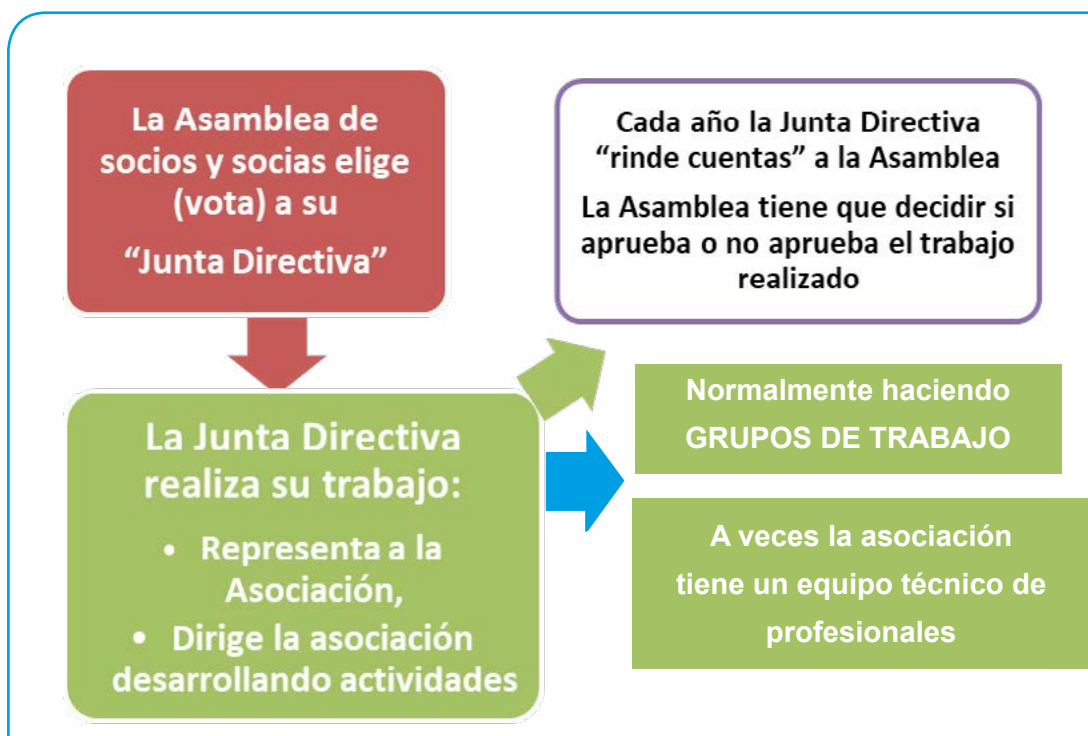 La Asamblea de
socios y socias elige
(vota) a su
“Junta Directiva”
Cada año la Junta Directiva
“rinde cuentas” a la Asamblea
La Asamblea tiene que decidir si
aprueba o no aprueba el trabajo
realizado
La Junta Directiva
realiza su trabajo:
• Representa a la
Asociación,
• Dirige la asociación
desarrollando actividades
Normalmente haciendo
GRUPOS DE TRABAJO
A veces la asociación
tiene un equipo técnico de
profesionales